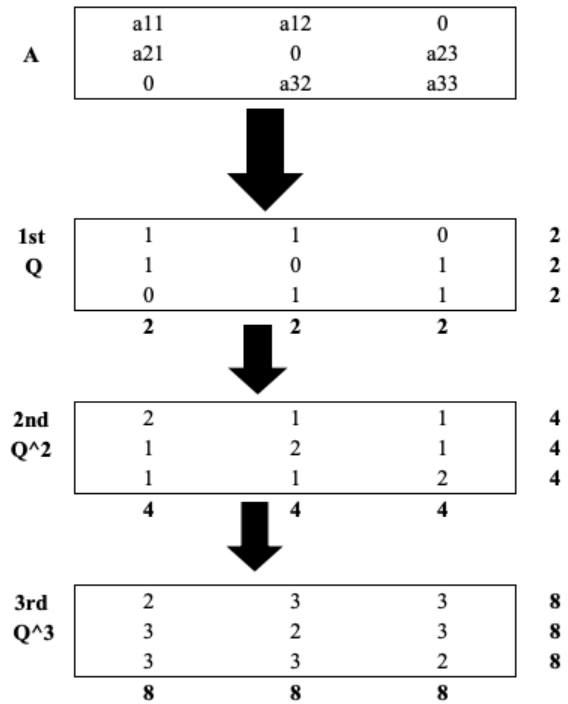 a11 a12 0
A a21 0 a23
0 a32 a33
1st 1 1 0 2
Q 1 0 1 2
0 1 1 2
2 2 2
2nd 2 1 1 4
Q^2 1 2 1 4
1 1 2 4
4 4 4
3rd 2 3 3 8
Q^3 3 2 3 8
3 3 2 8
8 8 8